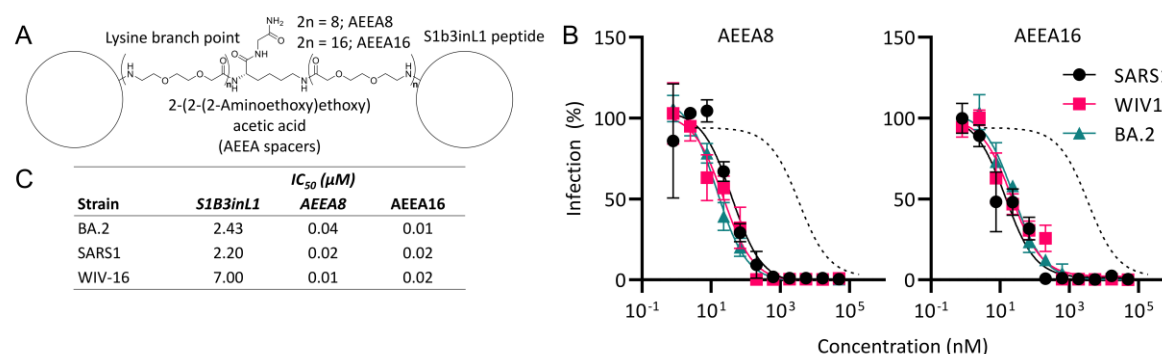 A
Lysine branch point
NH₂
O
NH
O
2n = 8; AEEA8
2n = 16; AEEA16
S1b3inL1 peptide
H
N
O
O
O
n
N
H
H
N
O
O
O
H
N
n
2-(2-(2-Aminoethoxy)ethoxy)
acetic acid
(AEEA spacers)
C
IC₅₀ (μM)
Strain S1B3inL1 AEEA8 AEEA16
BA.2 2.43 0.04 0.01
SARS1 2.20 0.02 0.02
WIV-16 7.00 0.01 0.02
B
AEEA8
AEEA16
150
100
50
0
Infection (%)
10⁻¹ 10¹ 10³ 10⁵
150
100
50
0
10⁻¹ 10¹ 10³ 10⁵
Concentration (nM)
SARS
WIV1
BA.2